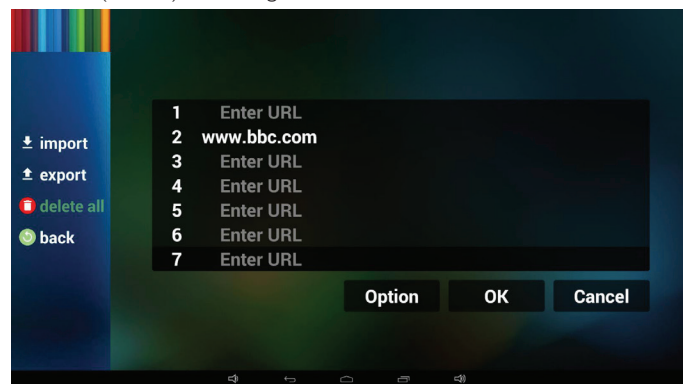 import
export
delete all
back
1 Enter URL
2 www.bbc.com
3 Enter URL
4 Enter URL
5 Enter URL
6 Enter URL
7 Enter URL
Option OK Cancel